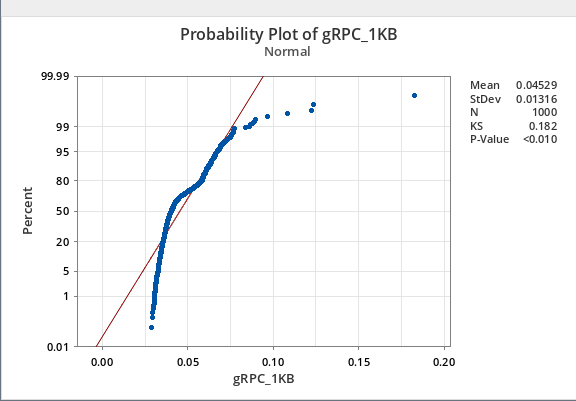 Probability Plot of gRPC_1KB
Normal
Mean 0.04529
StDev 0.01316
N 1000
KS 0.182
P-Value <0.010
99.99
99
95
80
50
20
5
1
0.01
Percent
0.00 0.05 0.10 0.15 0.20
gRPC_1KB